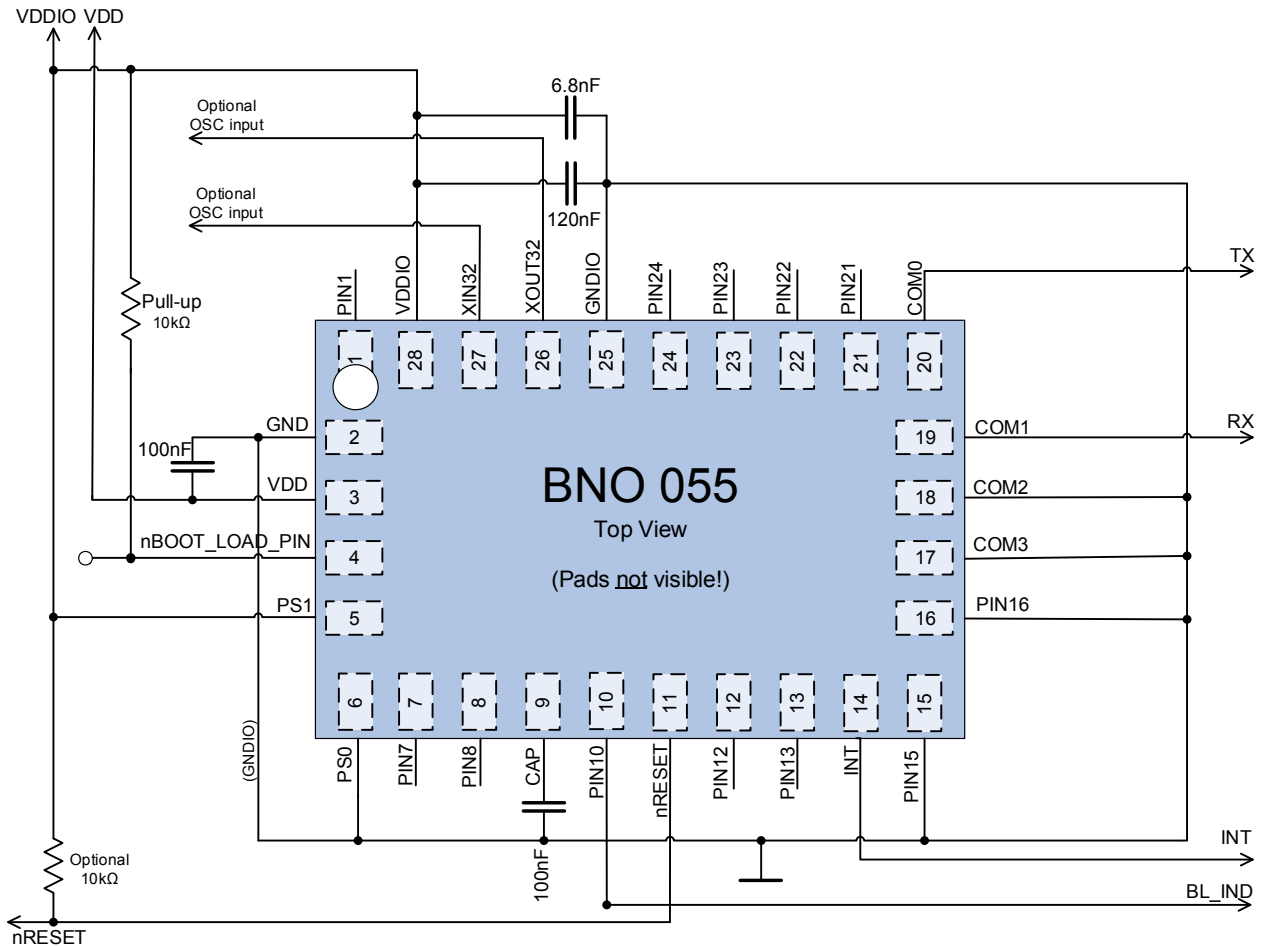 VDDIO VDD
6.8nF
Optional
OSC input
Optional
OSC input
120nF
TX
PIN1
VDDIO
XIN32
XOUT32
GNDIO
PIN24
PIN23
PIN22
PIN21
COM0
Pull-up
10kΩ
1
28
27
26
25
24
23
22
21
20
GND
2
19
COM1
RX
100nF
VDD
3
BNO 055
18
COM2
Top View
nBOOT_LOAD_PIN
4
17
COM3
(Pads not visible!)
PS1
5
16
PIN16
6
7
8
9
10
11
12
13
14
15
(GNDIO)
PS0
PIN7
PIN8
CAP
PIN10
nRESET
PIN12
PIN13
INT
PIN15
100nF
INT
Optional
10kΩ
BL_IND
nRESET